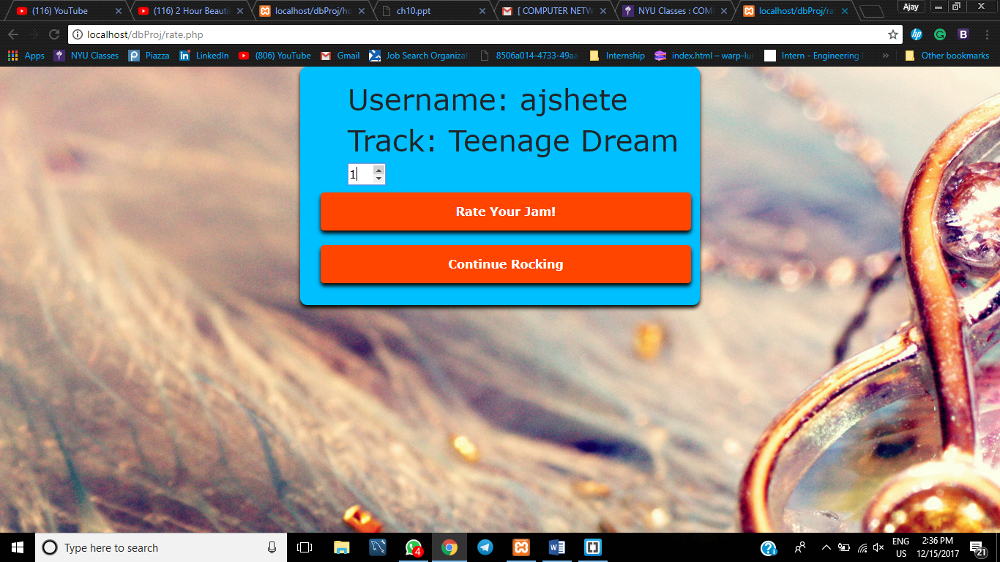 (116) YouTube
(116) 2 Hour Beauti
localhost/dbProj/ho
ch10.ppt
[ COMPUTER NETW
NYU Classes : COM
localhost/dbProj/ra
Ajay
localhost/dbProj/rate.php
Apps
NYU Classes
Piazza
LinkedIn
(806) YouTube
Gmail
Job Search Organizat
8506a014-4733-49aa
Internship
index.html – warp-lur
Intern - Engineering
Other bookmarks
Username: ajshete
Track: Teenage Dream
1
Rate Your Jam!
Continue Rocking
Type here to search
4
ENG
US
2:36 PM
12/15/2017
21